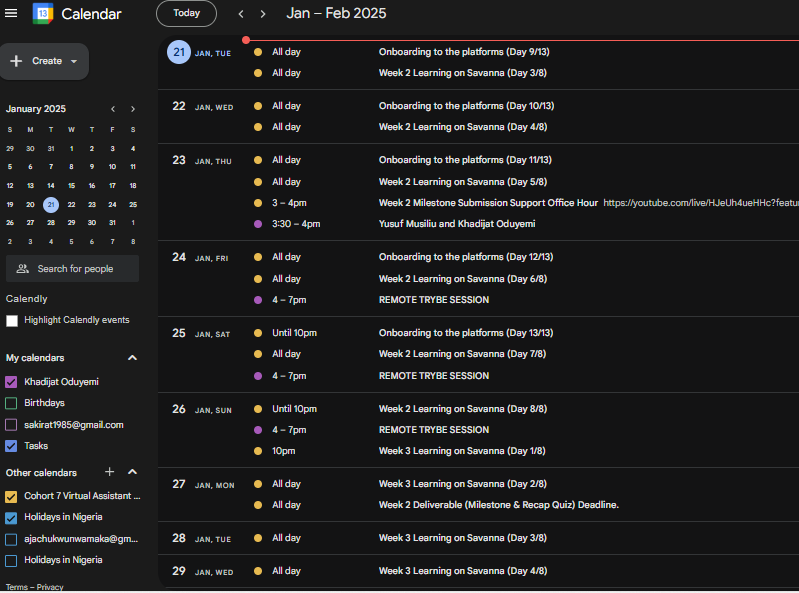 13 Calendar Today Jan – Feb 2025
Create
January 2025
S M T W T F S
29 30 31 1 2 3 4
5 6 7 8 9 10 11
12 13 14 15 16 17 18
19 20 21 22 23 24 25
26 27 28 29 30 31 1
2 3 4 5 6 7 8
Search for people
Calendly
Highlight Calendly events
My calendars
Khadijat Oduyemi
Birthdays
sakirat1985@gmail.com
Tasks
Other calendars
Cohort 7 Virtual Assistant ...
Holidays in Nigeria
ajachukwunwamaka@gm...
Holidays in Nigeria
Terms – Privacy
21 JAN, TUE All day Onboarding to the platforms (Day 9/13)
All day Week 2 Learning on Savanna (Day 3/8)
22 JAN, WED All day Onboarding to the platforms (Day 10/13)
All day Week 2 Learning on Savanna (Day 4/8)
23 JAN, THU All day Onboarding to the platforms (Day 11/13)
All day Week 2 Learning on Savanna (Day 5/8)
3 – 4pm Week 2 Milestone Submission Support Office Hour https://youtube.com/live/HJeUh4ueHHc?featu
3:30 – 4pm Yusuf Musiliu and Khadijat Oduyemi
24 JAN, FRI All day Onboarding to the platforms (Day 12/13)
All day Week 2 Learning on Savanna (Day 6/8)
4 – 7pm REMOTE TRYBE SESSION
25 JAN, SAT Until 10pm Onboarding to the platforms (Day 13/13)
All day Week 2 Learning on Savanna (Day 7/8)
4 – 7pm REMOTE TRYBE SESSION
26 JAN, SUN Until 10pm Week 2 Learning on Savanna (Day 8/8)
4 – 7pm REMOTE TRYBE SESSION
10pm Week 3 Learning on Savanna (Day 1/8)
27 JAN, MON All day Week 3 Learning on Savanna (Day 2/8)
All day Week 2 Deliverable (Milestone & Recap Quiz) Deadline.
28 JAN, TUE All day Week 3 Learning on Savanna (Day 3/8)
29 JAN, WED All day Week 3 Learning on Savanna (Day 4/8)